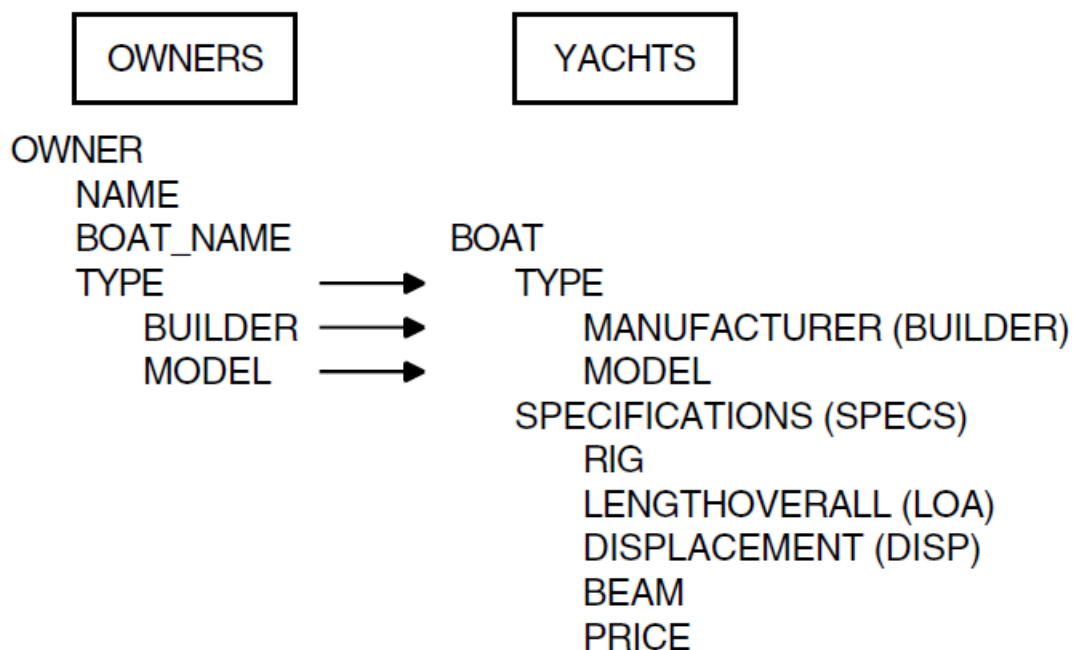 OWNERS YACHTS
OWNER
NAME
BOAT_NAME BOAT
TYPE TYPE
BUILDER MANUFACTURER (BUILDER)
MODEL MODEL
SPECIFICATIONS (SPECS)
RIG
LENGTHOVERALL (LOA)
DISPLACEMENT (DISP)
BEAM
PRICE